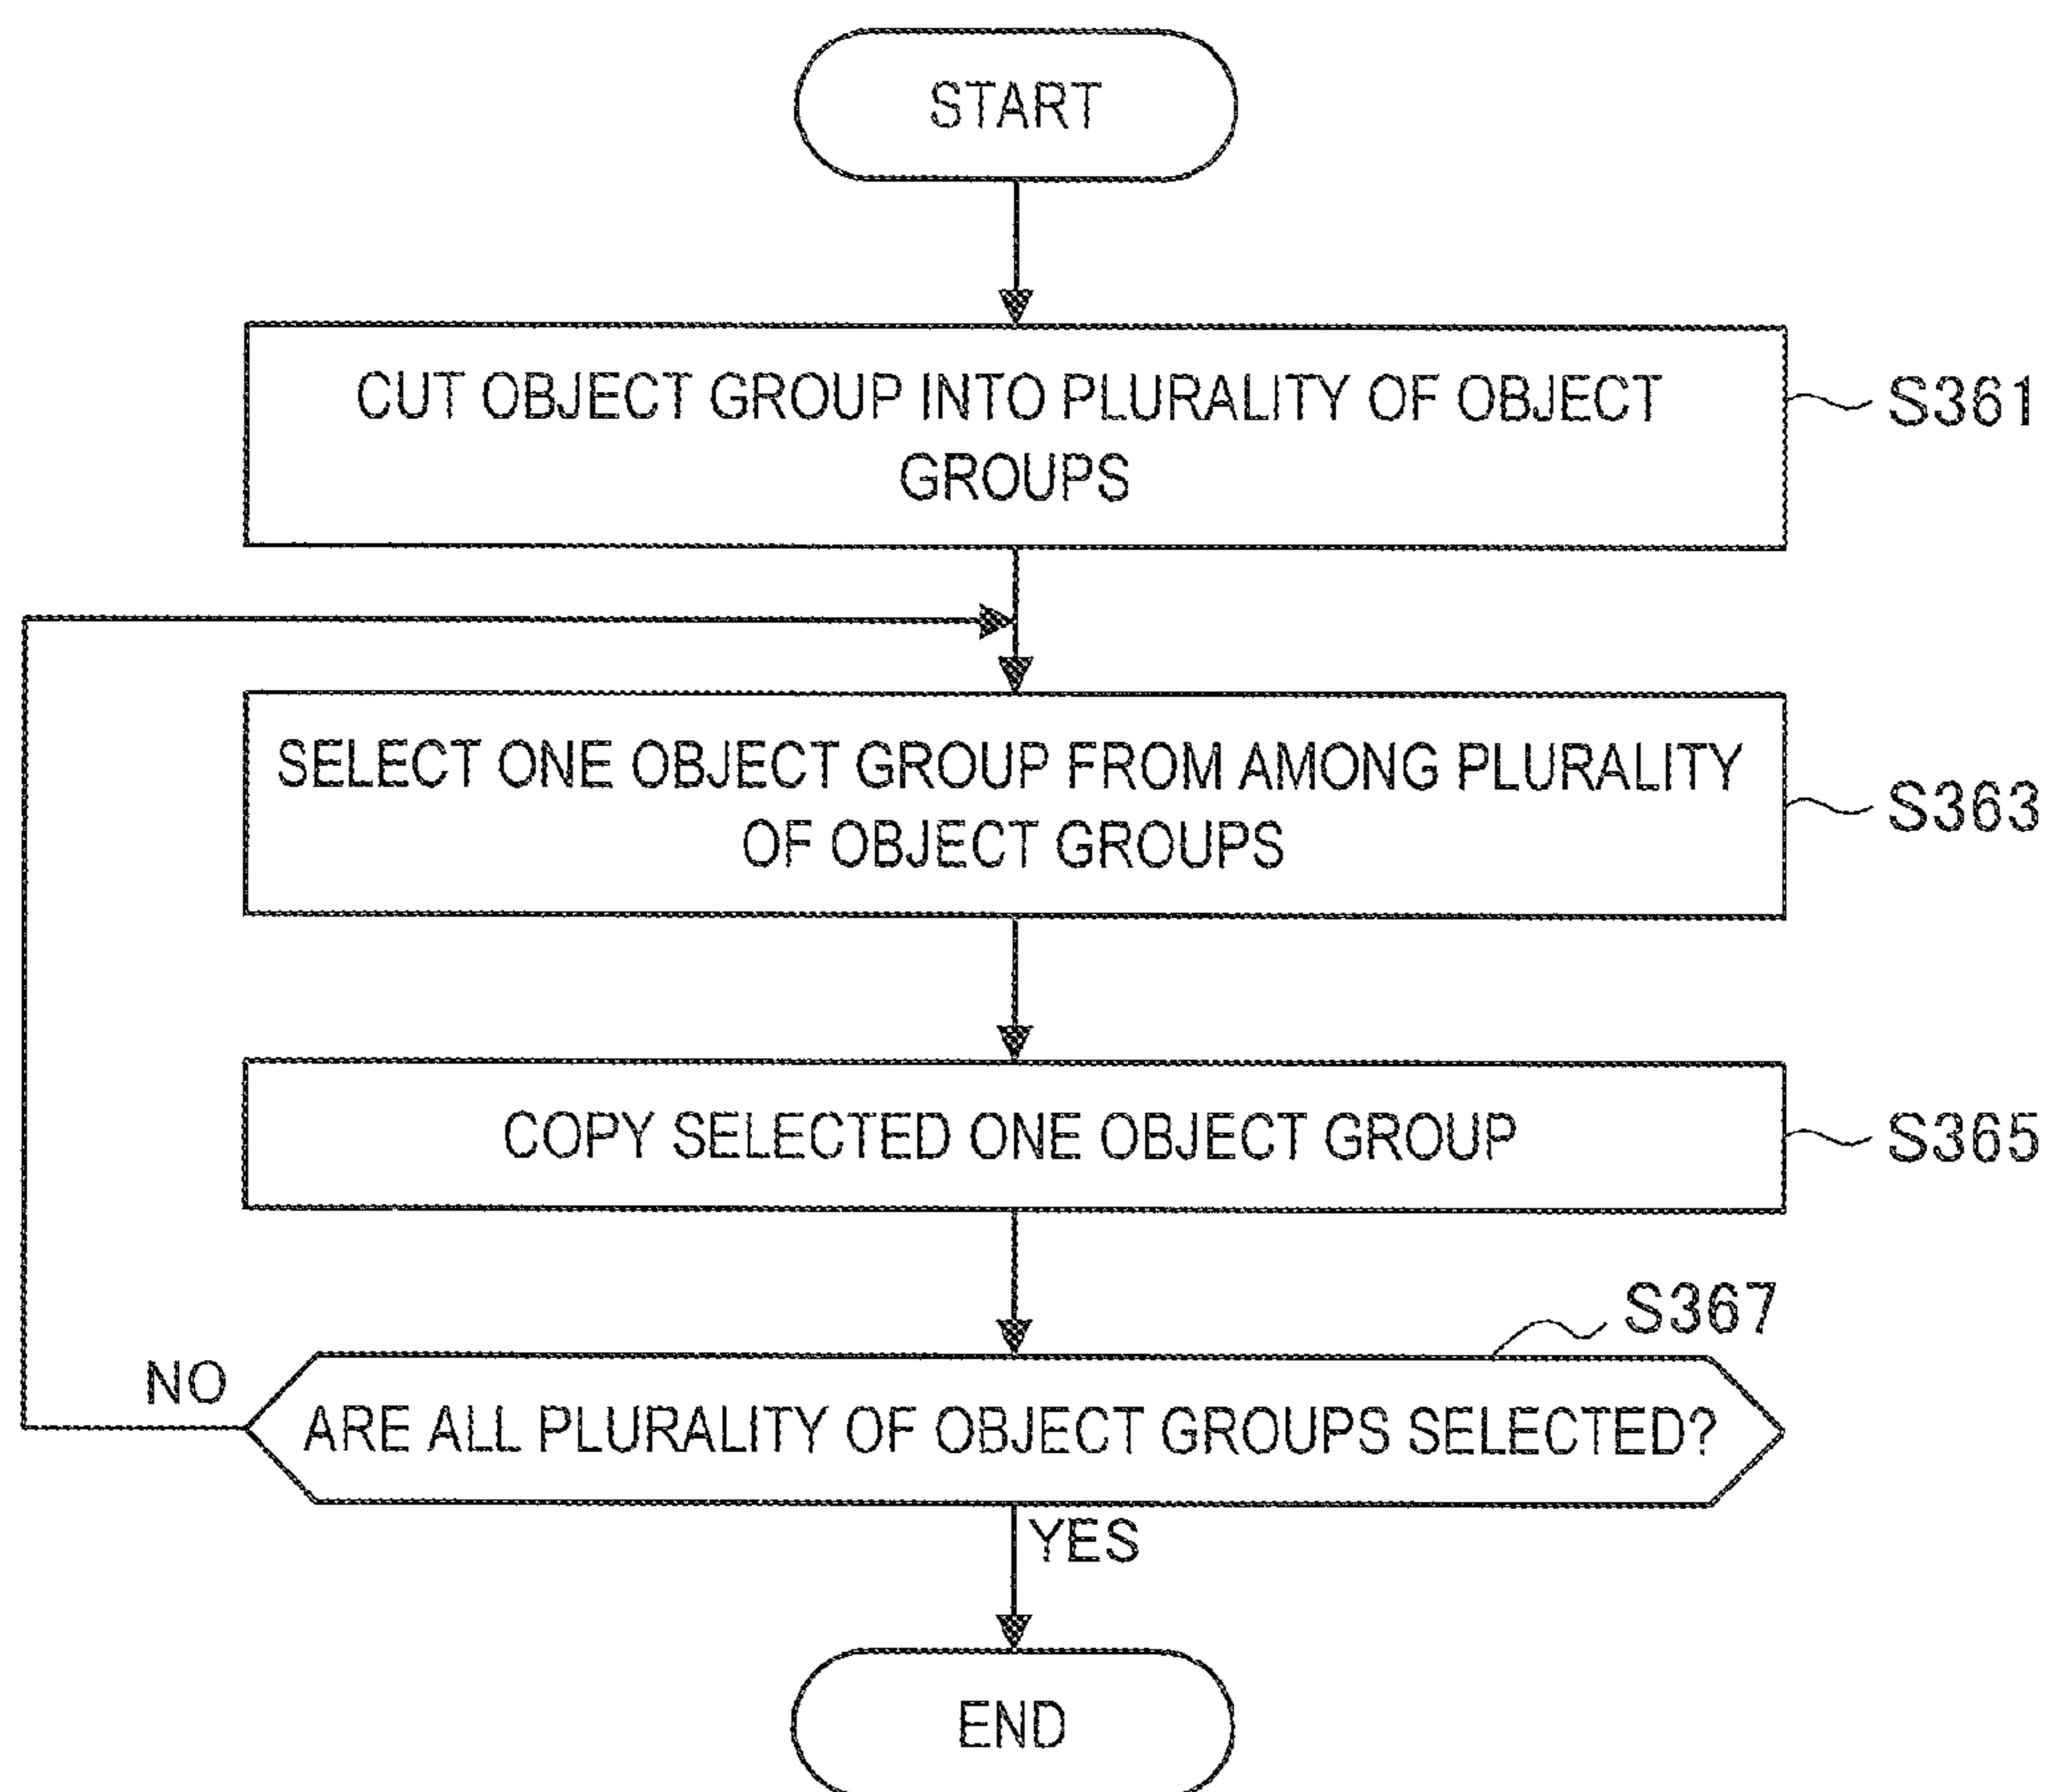 START
CUT OBJECT GROUP INTO PLURALITY OF OBJECT
GROUPS
S361
SELECT ONE OBJECT GROUP FROM AMONG PLURALITY
OF OBJECT GROUPS
S363
COPY SELECTED ONE OBJECT GROUP
S365
S367
NO
ARE ALL PLURALITY OF OBJECT GROUPS SELECTED?
YES
END